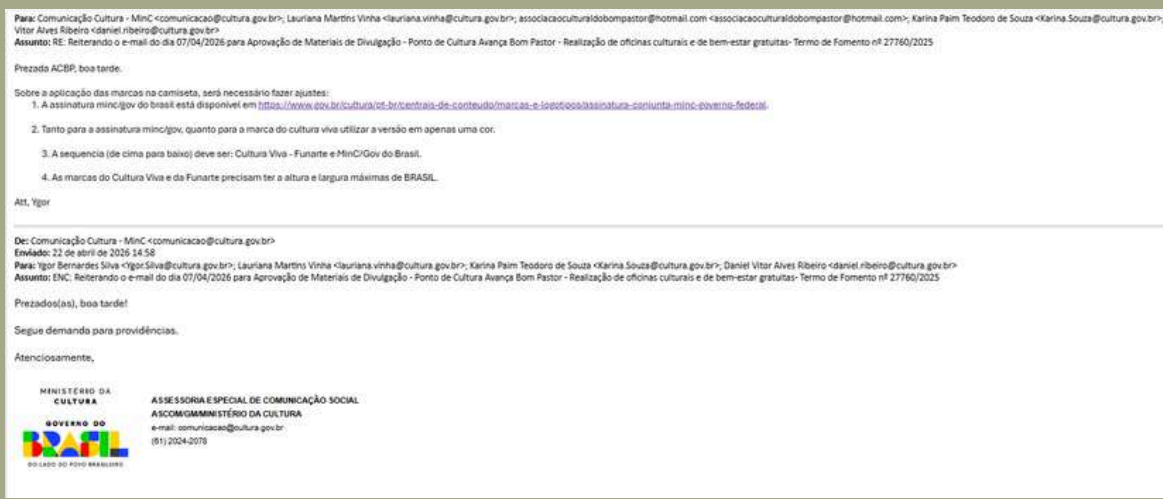 Para: Comunicação Cultura - MinC <comunicacao@cultura.gov.br>; Lauriana Martins Vinha <lauriana.vinha@cultura.gov.br>; associacaoculturaldobompastor@hotmail.com <associacaoculturaldobompastor@hotmail.com>; Karina Paim Teodoro de Souza <Karina.Souza@cultura.gov.br>;
Vitor Alves Ribeiro <daniel.ribeiro@cultura.gov.br>
Assunto: RE: Reiterando o e-mail do dia 07/04/2026 para Aprovação de Materiais de Divulgação - Ponto de Cultura Avança Bom Pastor - Realização de oficinas culturais e de bem-estar gratuitas- Termo de Fomento nº 27760/2025
Prezada ACBP, boa tarde.
Sobre a aplicação das marcas na camiseta, será necessário fazer ajustes:
1. A assinatura minc/gov do brasil está disponível em https://www.gov.br/cultura/pt-br/centrais-de-conteudo/marcas-e-logotipos/assinatura-conjunta-minc-governo-federal.
2. Tanto para a assinatura minc/gov, quanto para a marca do cultura viva utilizar a versão em apenas uma cor.
3. A sequencia (de cima para baixo) deve ser: Cultura Viva - Funarte e MinC/Gov do Brasil.
4. As marcas do Cultura Viva e da Funarte precisam ter a altura e largura máximas de BRASIL.
Att, Ygor
De: Comunicação Cultura - MinC <comunicacao@cultura.gov.br>
Enviado: 22 de abril de 2026 14:58
Para: Ygor Bernardes Silva <Ygor.Silva@cultura.gov.br>; Lauriana Martins Vinha <lauriana.vinha@cultura.gov.br>; Karina Paim Teodoro de Souza <Karina.Souza@cultura.gov.br>; Daniel Vitor Alves Ribeiro <daniel.ribeiro@cultura.gov.br>
Assunto: ENC: Reiterando o e-mail do dia 07/04/2026 para Aprovação de Materiais de Divulgação - Ponto de Cultura Avança Bom Pastor - Realização de oficinas culturais e de bem-estar gratuitas- Termo de Fomento nº 27760/2025
Prezados(as), boa tarde!
Segue demanda para providências.
Atenciosamente,
MINISTÉRIO DA
CULTURA
GOVERNO DO
BRASIL
DO LADO DO POVO BRASILEIRO
ASSESSORIA ESPECIAL DE COMUNICAÇÃO SOCIAL
ASCOM/GM/MINISTÉRIO DA CULTURA
e-mail: comunicacao@cultura.gov.br
(61) 2024-2078